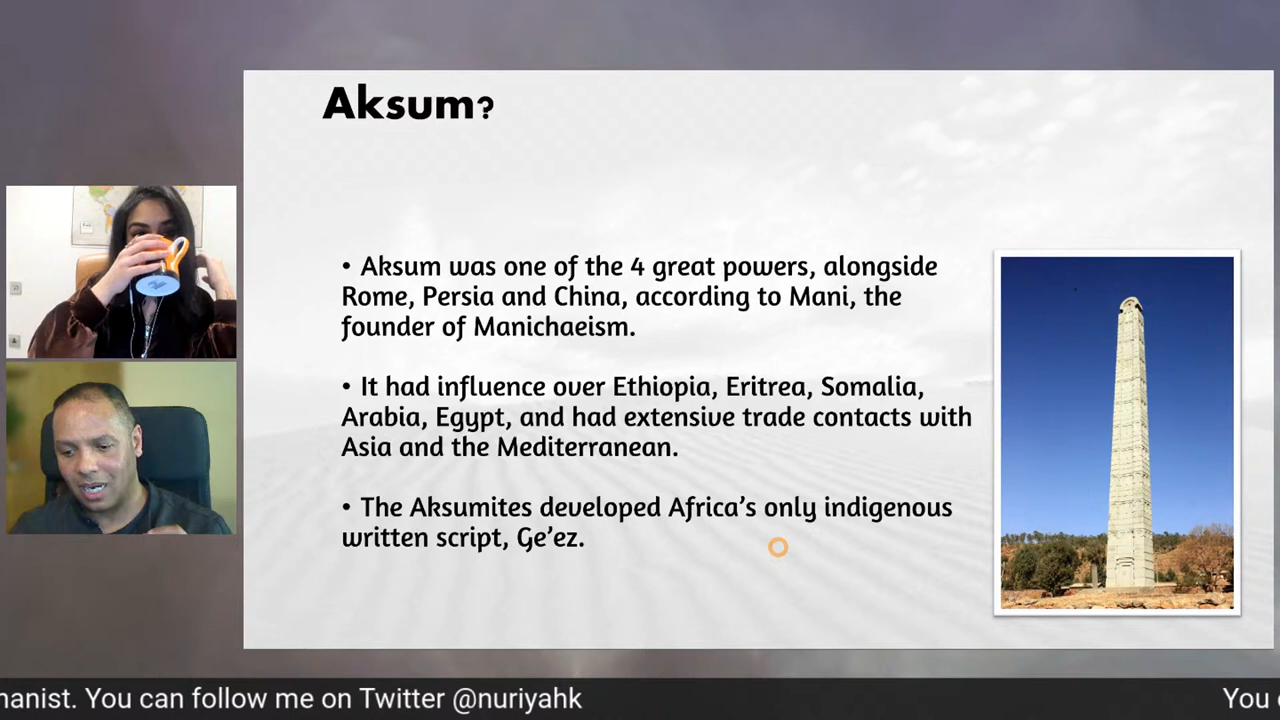 Aksum?
• Aksum was one of the 4 great powers, alongside
Rome, Persia and China, according to Mani, the
founder of Manichaeism.
• It had influence over Ethiopia, Eritrea, Somalia,
Arabia, Egypt, and had extensive trade contacts with
Asia and the Mediterranean.
• The Aksumites developed Africa’s only indigenous
written script, Ge’ez.
manist. You can follow me on Twitter @nuriyahk
You